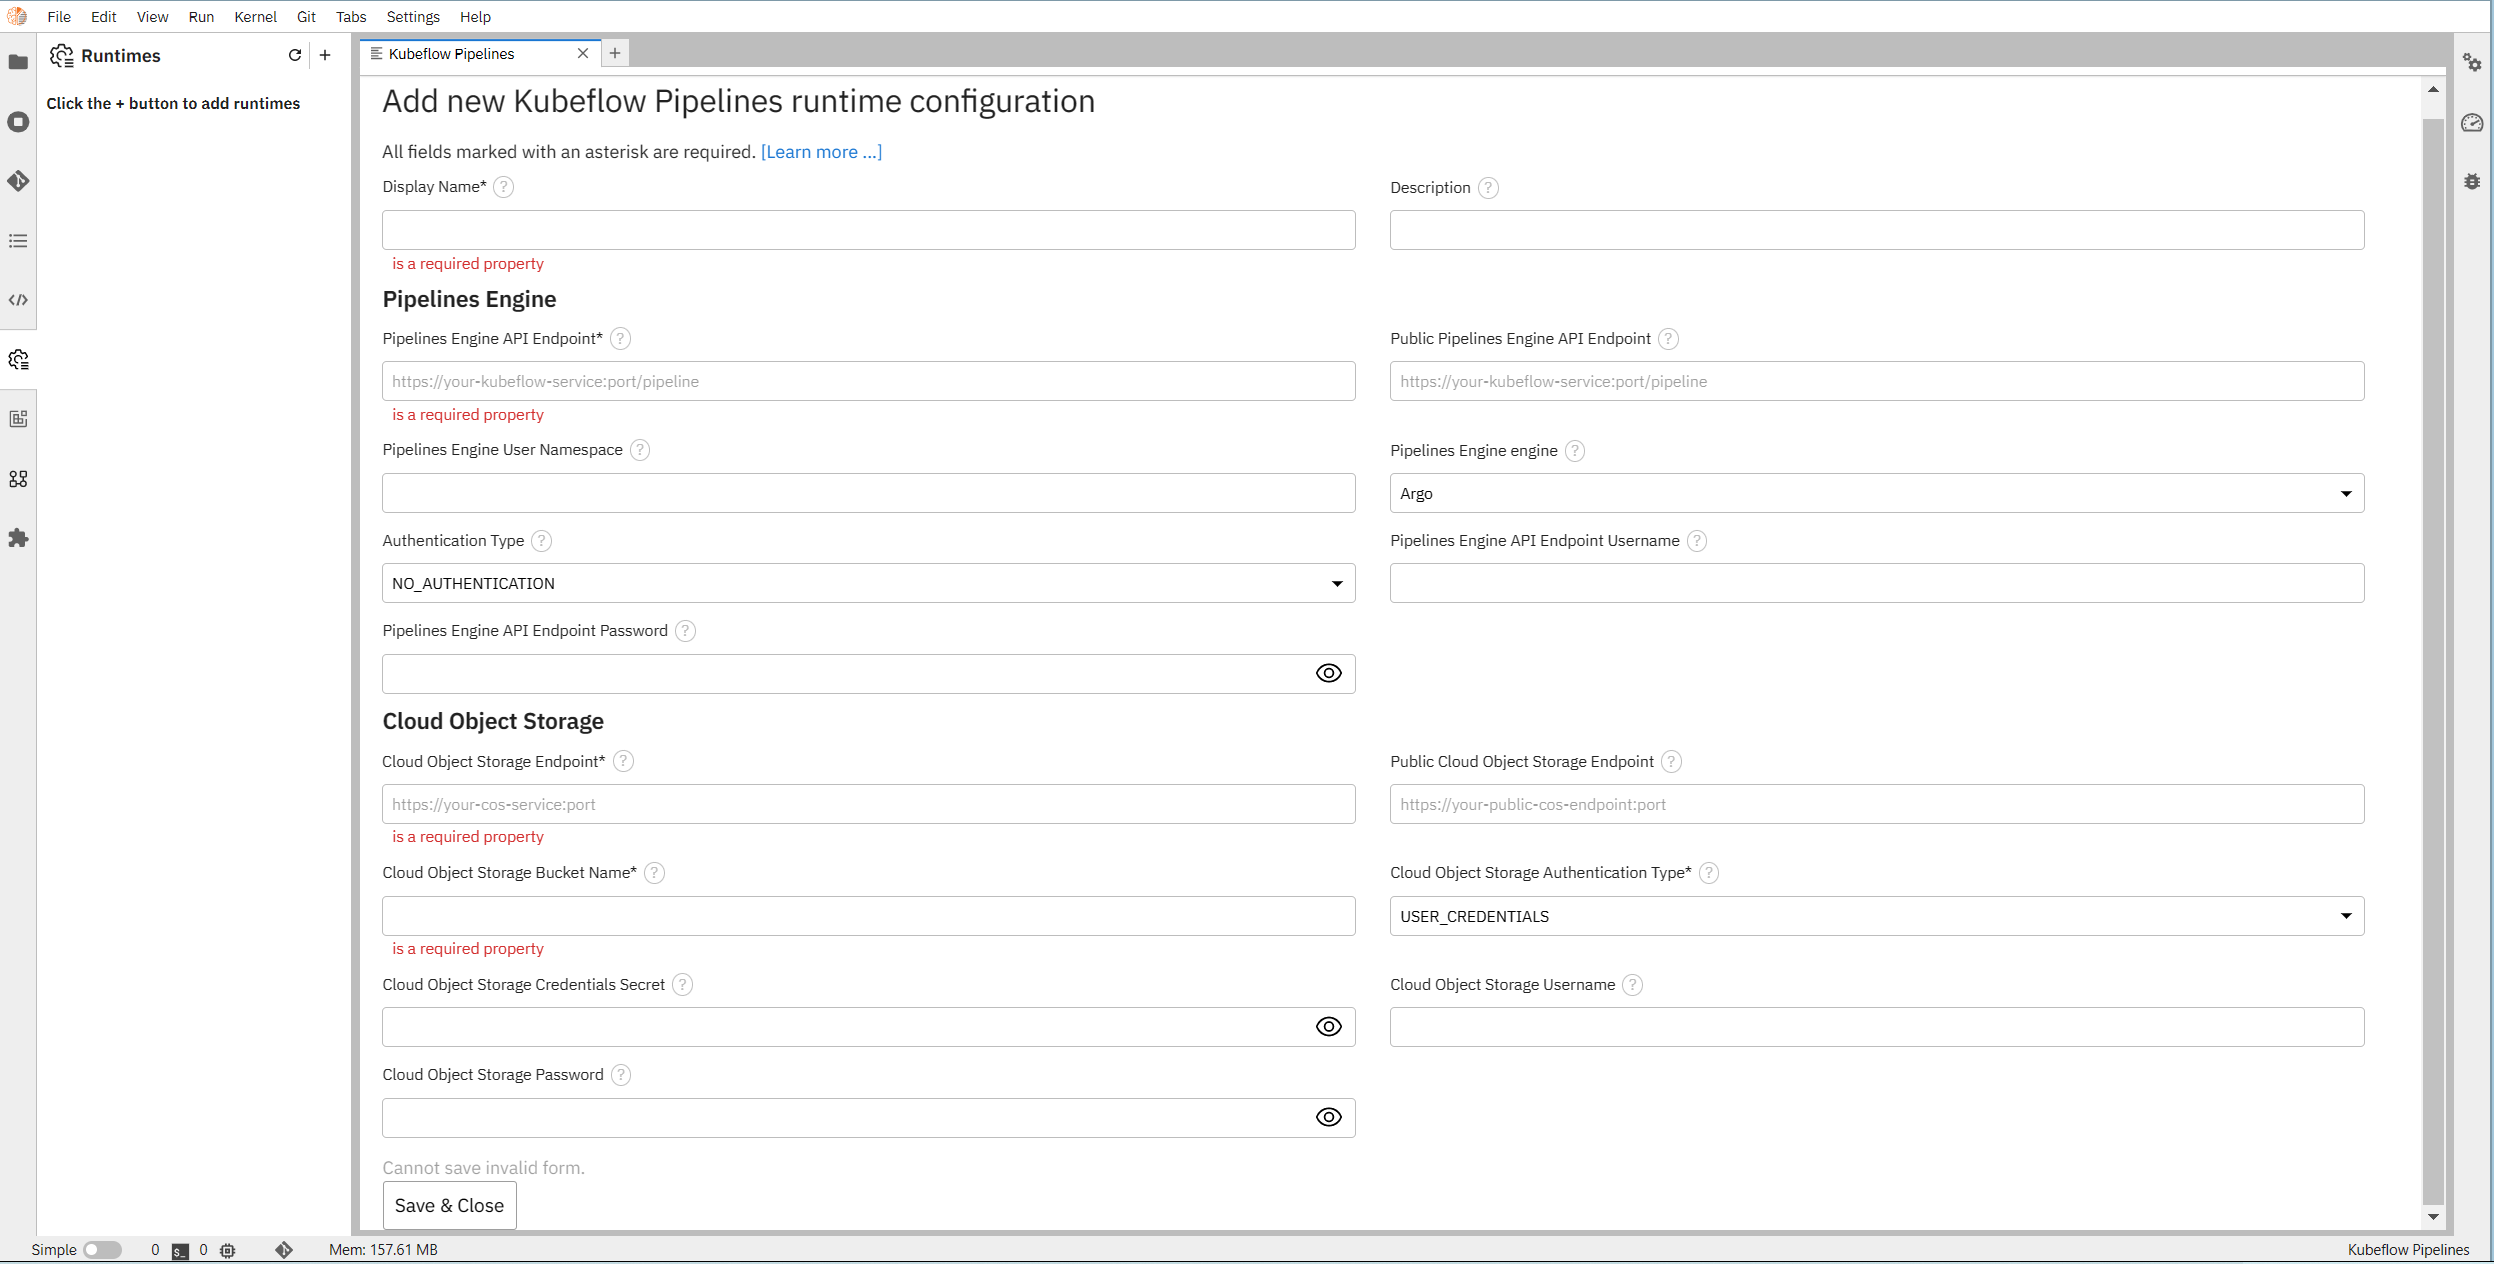 File Edit View Run Kernel Git Tabs Settings Help
Runtimes
Click the + button to add runtimes
Kubeflow Pipelines
Add new Kubeflow Pipelines runtime configuration
All fields marked with an asterisk are required. [Learn more ...]
Display Name* ?
Description ?
is a required property
Pipelines Engine
Pipelines Engine API Endpoint* ?
Public Pipelines Engine API Endpoint ?
https://your-kubeflow-service:port/pipeline
https://your-kubeflow-service:port/pipeline
is a required property
Pipelines Engine User Namespace ?
Pipelines Engine engine ?
Argo
Authentication Type ?
Pipelines Engine API Endpoint Username ?
NO_AUTHENTICATION
Pipelines Engine API Endpoint Password ?
Cloud Object Storage
Cloud Object Storage Endpoint* ?
Public Cloud Object Storage Endpoint ?
https://your-cos-service:port
https://your-public-cos-endpoint:port
is a required property
Cloud Object Storage Bucket Name* ?
Cloud Object Storage Authentication Type* ?
USER_CREDENTIALS
is a required property
Cloud Object Storage Credentials Secret ?
Cloud Object Storage Username ?
Cloud Object Storage Password ?
Cannot save invalid form.
Save & Close
Simple 0 $_ 0 Mem: 157.61 MB Kubeflow Pipelines